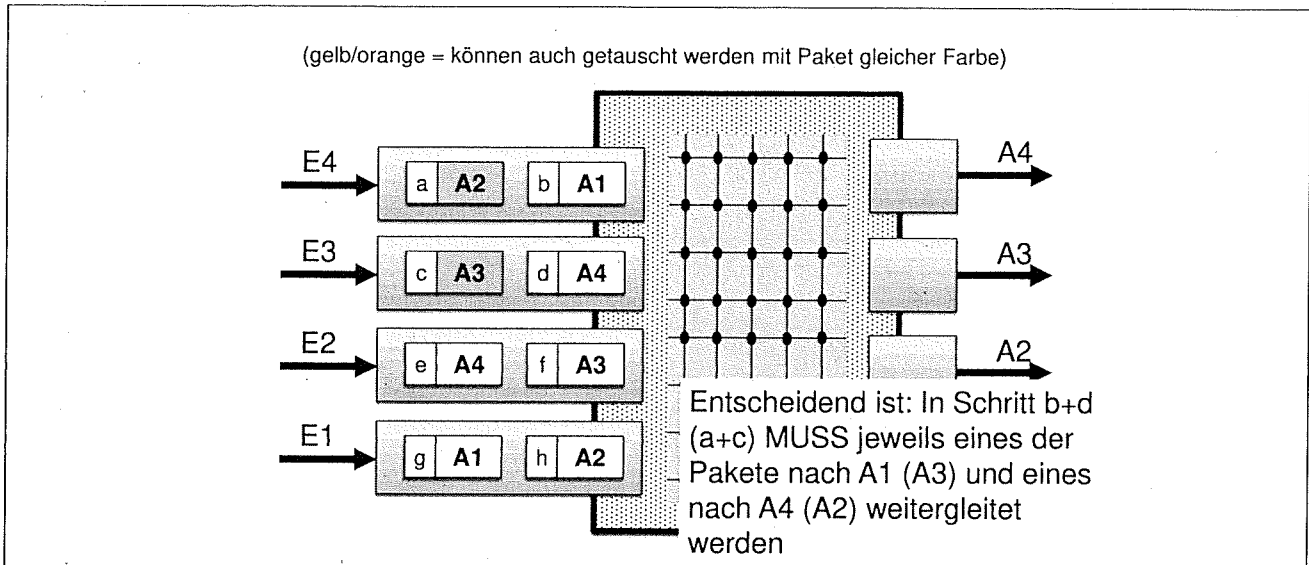 (gelb/orange = können auch getauscht werden mit Paket gleicher Farbe)
E4
a A2 b A1
A4
E3
c A3 d A4
A3
E2
e A4 f A3
A2
E1
g A1 h A2
Entscheidend ist: In Schritt b+d
(a+c) MUSS jeweils eines der
Pakete nach A1 (A3) und eines
nach A4 (A2) weitergleitet
werden